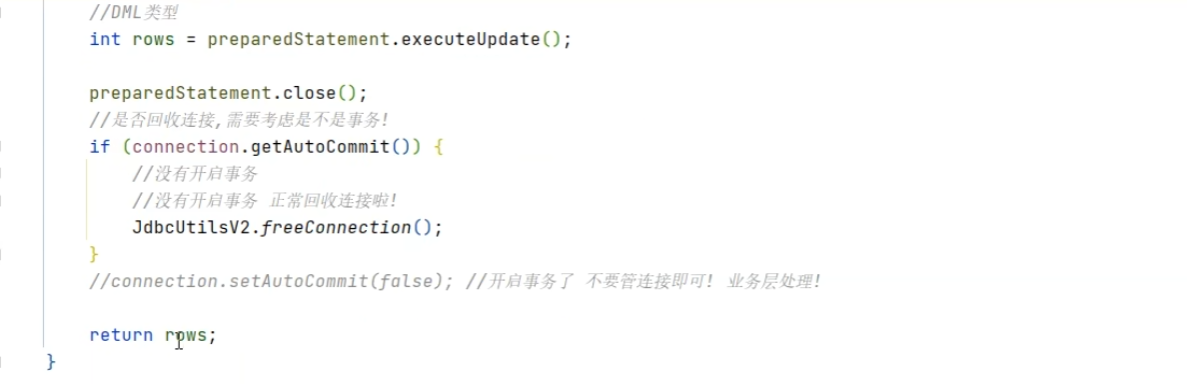 //DML类型
int rows = preparedStatement.executeUpdate();
preparedStatement.close();
//是否回收连接,需要考虑是不是事务!
if (connection.getAutoCommit()) {
//没有开启事务
//没有开启事务 正常回收连接啦!
JdbcUtilsV2.freeConnection();
}
//connection.setAutoCommit(false); //开启事务了 不要管连接即可! 业务层处理!
return rows;
}